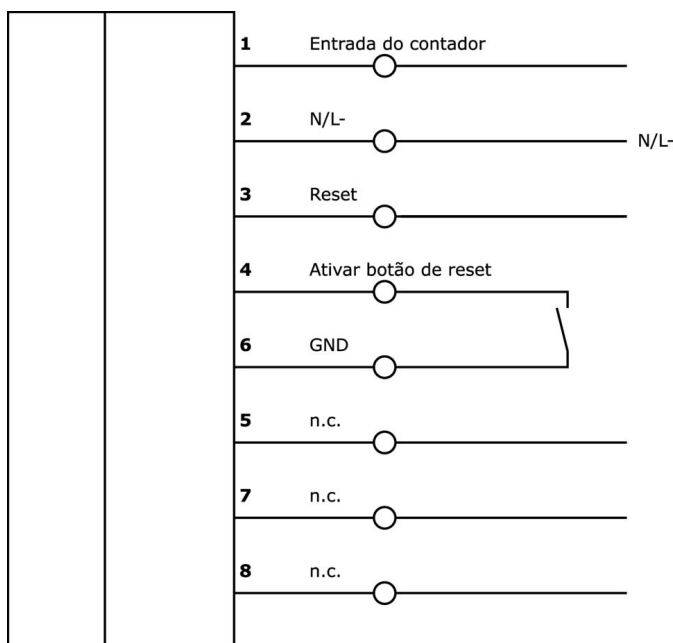 1 Entrada do contador
2 N/L- N/L-
3 Reset
4 Ativar botão de reset
6 GND
5 n.c.
7 n.c.
8 n.c.